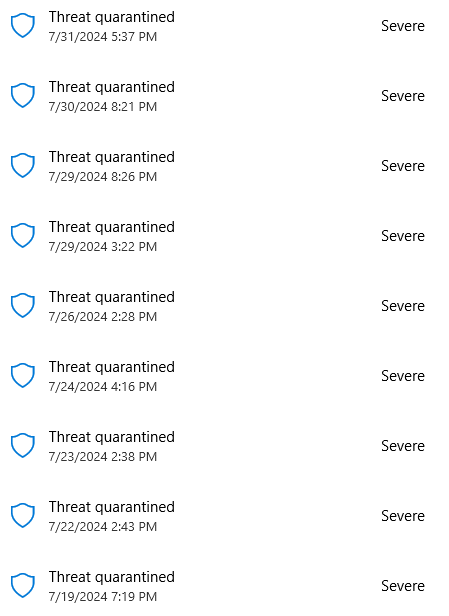 Threat quarantined
7/31/2024 5:37 PM
Severe
Threat quarantined
7/30/2024 8:21 PM
Severe
Threat quarantined
7/29/2024 8:26 PM
Severe
Threat quarantined
7/29/2024 3:22 PM
Severe
Threat quarantined
7/26/2024 2:28 PM
Severe
Threat quarantined
7/24/2024 4:16 PM
Severe
Threat quarantined
7/23/2024 2:38 PM
Severe
Threat quarantined
7/22/2024 2:43 PM
Severe
Threat quarantined
7/19/2024 7:19 PM
Severe